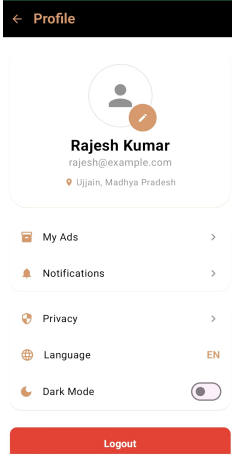 Profile
Rajesh Kumar
rajesh@example.com
Ujjain, Madhya Pradesh
My Ads
Notifications
Privacy
Language EN
Dark Mode
Logout